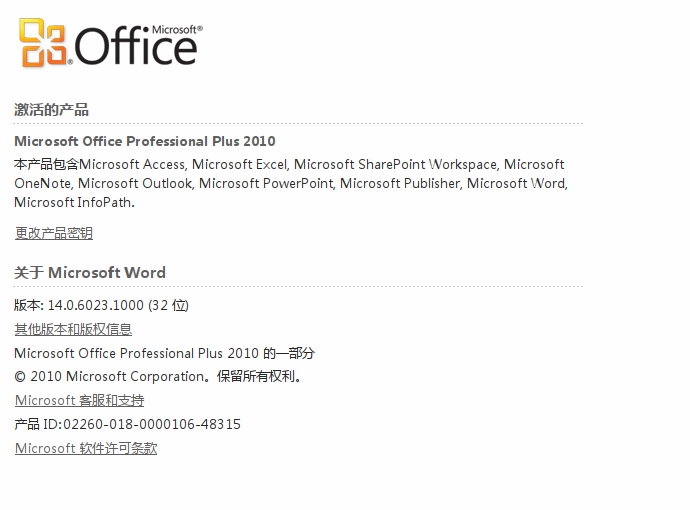 Microsoft®
Office
激活的产品
Microsoft Office Professional Plus 2010
本产品包含Microsoft Access, Microsoft Excel, Microsoft SharePoint Workspace, Microsoft
OneNote, Microsoft Outlook, Microsoft PowerPoint, Microsoft Publisher, Microsoft Word,
Microsoft InfoPath.
更改产品密钥
关于 Microsoft Word
版本: 14.0.6023.1000 (32 位)
其他版本和版权信息
Microsoft Office Professional Plus 2010 的一部分
© 2010 Microsoft Corporation。保留所有权利。
Microsoft 客服和支持
产品 ID:02260-018-0000106-48315
Microsoft 软件许可条款